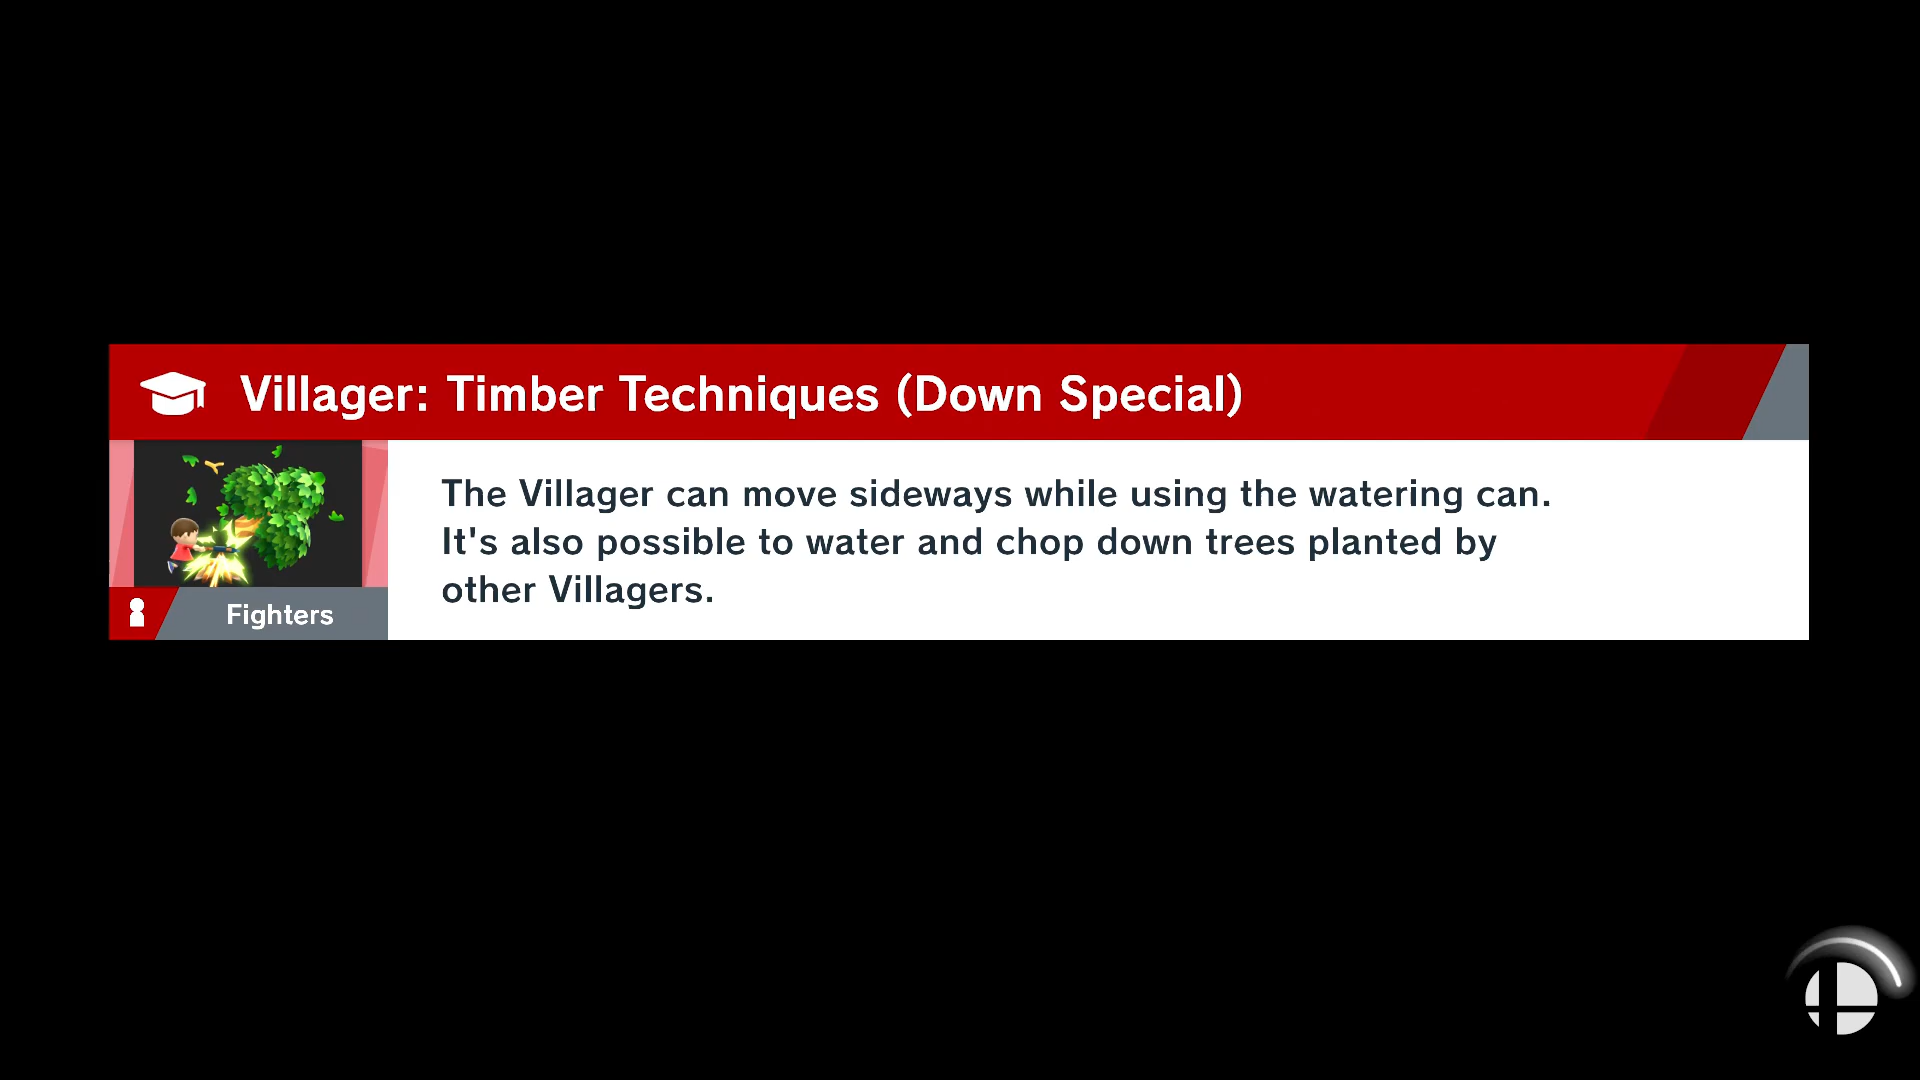 Villager: Timber Techniques (Down Special)
The Villager can move sideways while using the watering can.
It's also possible to water and chop down trees planted by
other Villagers.
Fighters